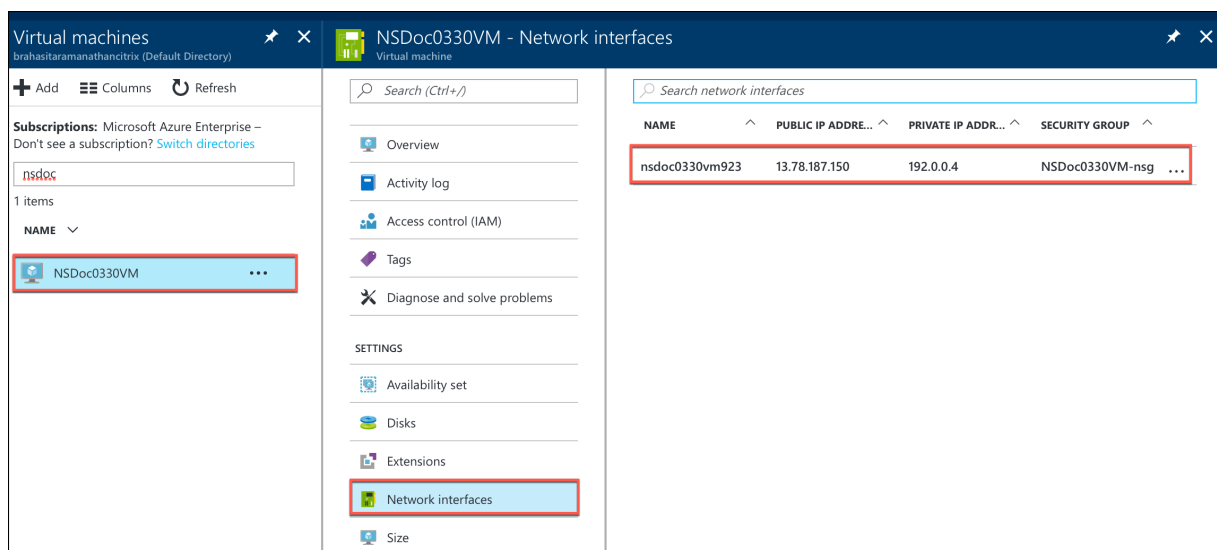 Virtual machines
brahasitaramanathancitrix (Default Directory)
Add Columns Refresh
Subscriptions: Microsoft Azure Enterprise –
Don't see a subscription? Switch directories
nsdoc
1 items
NAME
NSDoc0330VM
NSDoc0330VM - Network interfaces
Virtual machine
Search (Ctrl+/)
Overview
Activity log
Access control (IAM)
Tags
Diagnose and solve problems
SETTINGS
Availability set
Disks
Extensions
Network interfaces
Size
Search network interfaces
NAME PUBLIC IP ADDRE... PRIVATE IP ADDR... SECURITY GROUP
nsdoc0330vm923 13.78.187.150 192.0.0.4 NSDoc0330VM-nsg ...